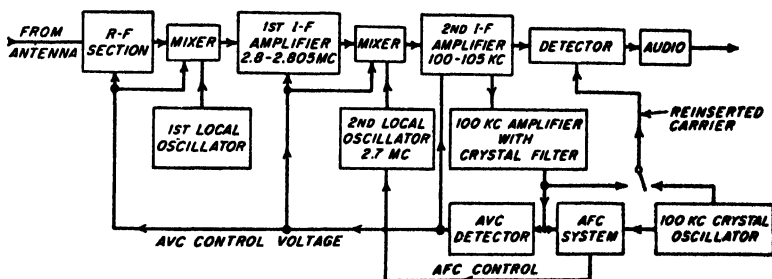 FROM
ANTENNA
R-F
SECTION
MIXER
1ST I-F
AMPLIFIER
2.8-2.805MC
MIXER
2ND I-F
AMPLIFIER
100-105KC
DETECTOR
AUDIO
1ST LOCAL
OSCILLATOR
2ND LOCAL
OSCILLATOR
2.7 MC
100 KC AMPLIFIER
WITH
CRYSTAL FILTER
REINSERTED
CARRIER
AVC CONTROL VOLTAGE
AVC
DETECTOR
AFC
SYSTEM
100 KC CRYSTAL
OSCILLATOR
AFC CONTROL